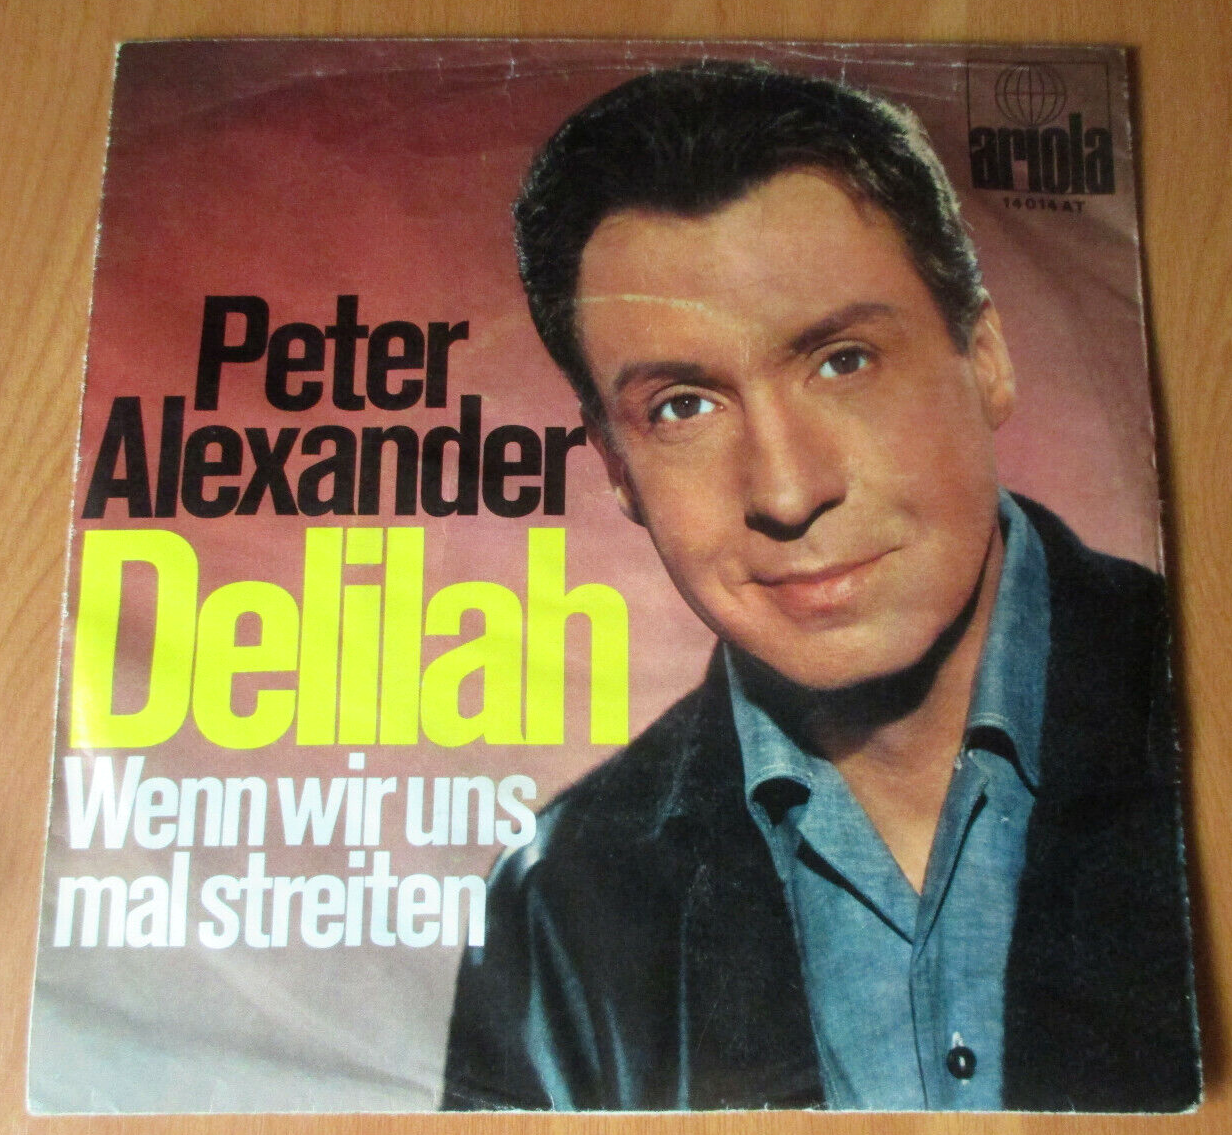 ariola
14014 AT
Peter
Alexander
Delilah
Wenn wir uns
mal streiten